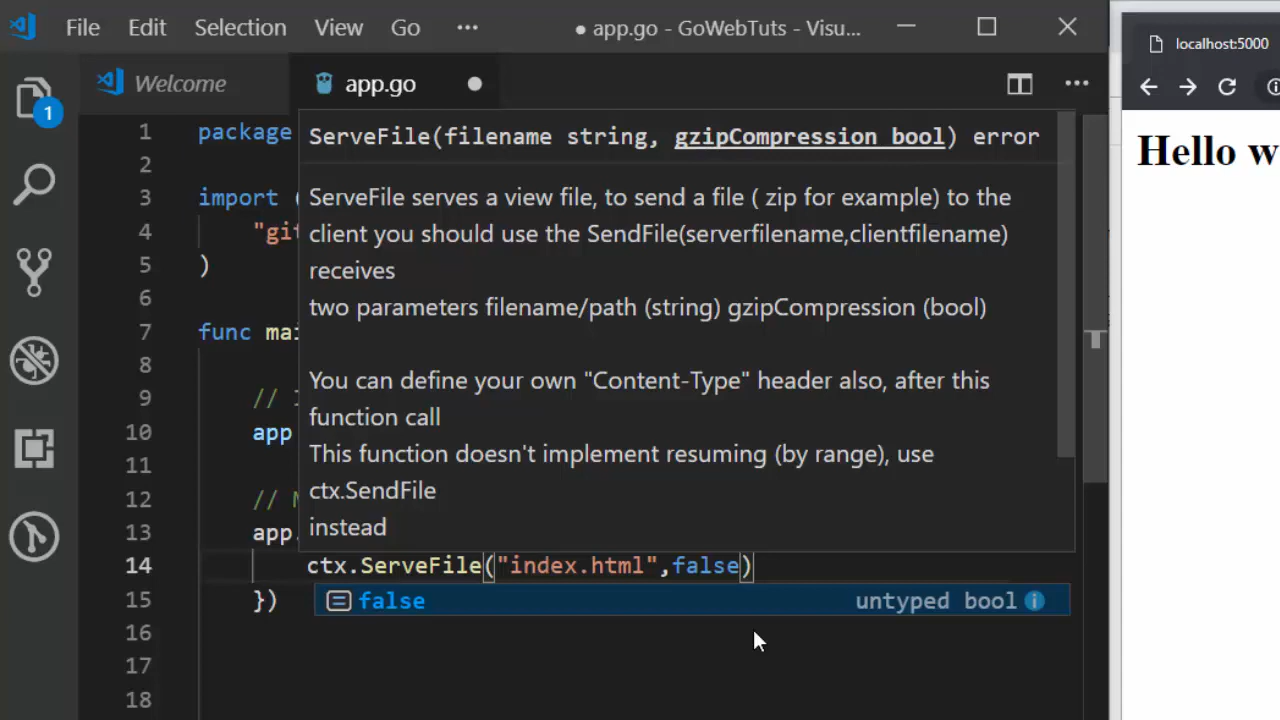 File Edit Selection View Go ··· ● app.go - GoWebTuts - Visu...
Welcome app.go ●
localhost:5000
1
1 package
2
3 import (
4 "git
5 )
6
7 func mai
8
9 //
10 app
11
12 //
13 app.
14 ctx.ServeFile("index.html",false)
15 })
16
17
18
ServeFile(filename string, gzipCompression bool) error
ServeFile serves a view file, to send a file ( zip for example) to the
client you should use the SendFile(serverfilename,clientfilename)
receives
two parameters filename/path (string) gzipCompression (bool)
You can define your own "Content-Type" header also, after this
function call
This function doesn't implement resuming (by range), use
ctx.SendFile
instead
false untyped bool
Hello w